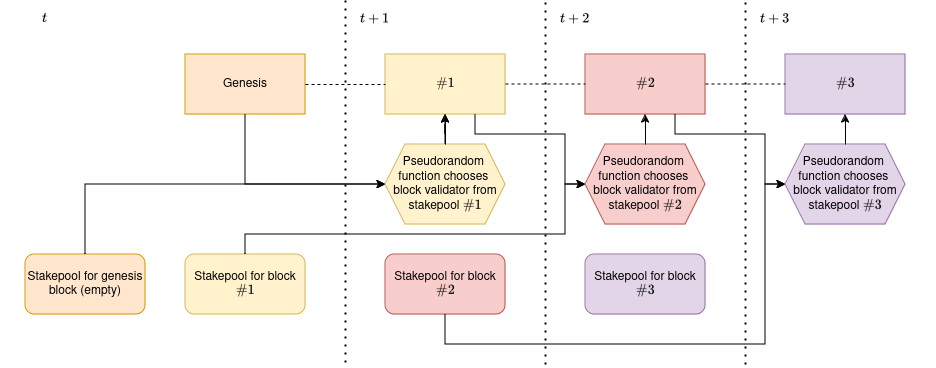 t
t + 1
t + 2
t + 3
Genesis
#1
#2
#3
Pseudorandom
function chooses
block validator from
stakepool #1
Pseudorandom
function chooses
block validator from
stakepool #2
Pseudorandom
function chooses
block validator from
stakepool #3
Stakepool for genesis
block (empty)
Stakepool for block
#1
Stakepool for block
#2
Stakepool for block
#3